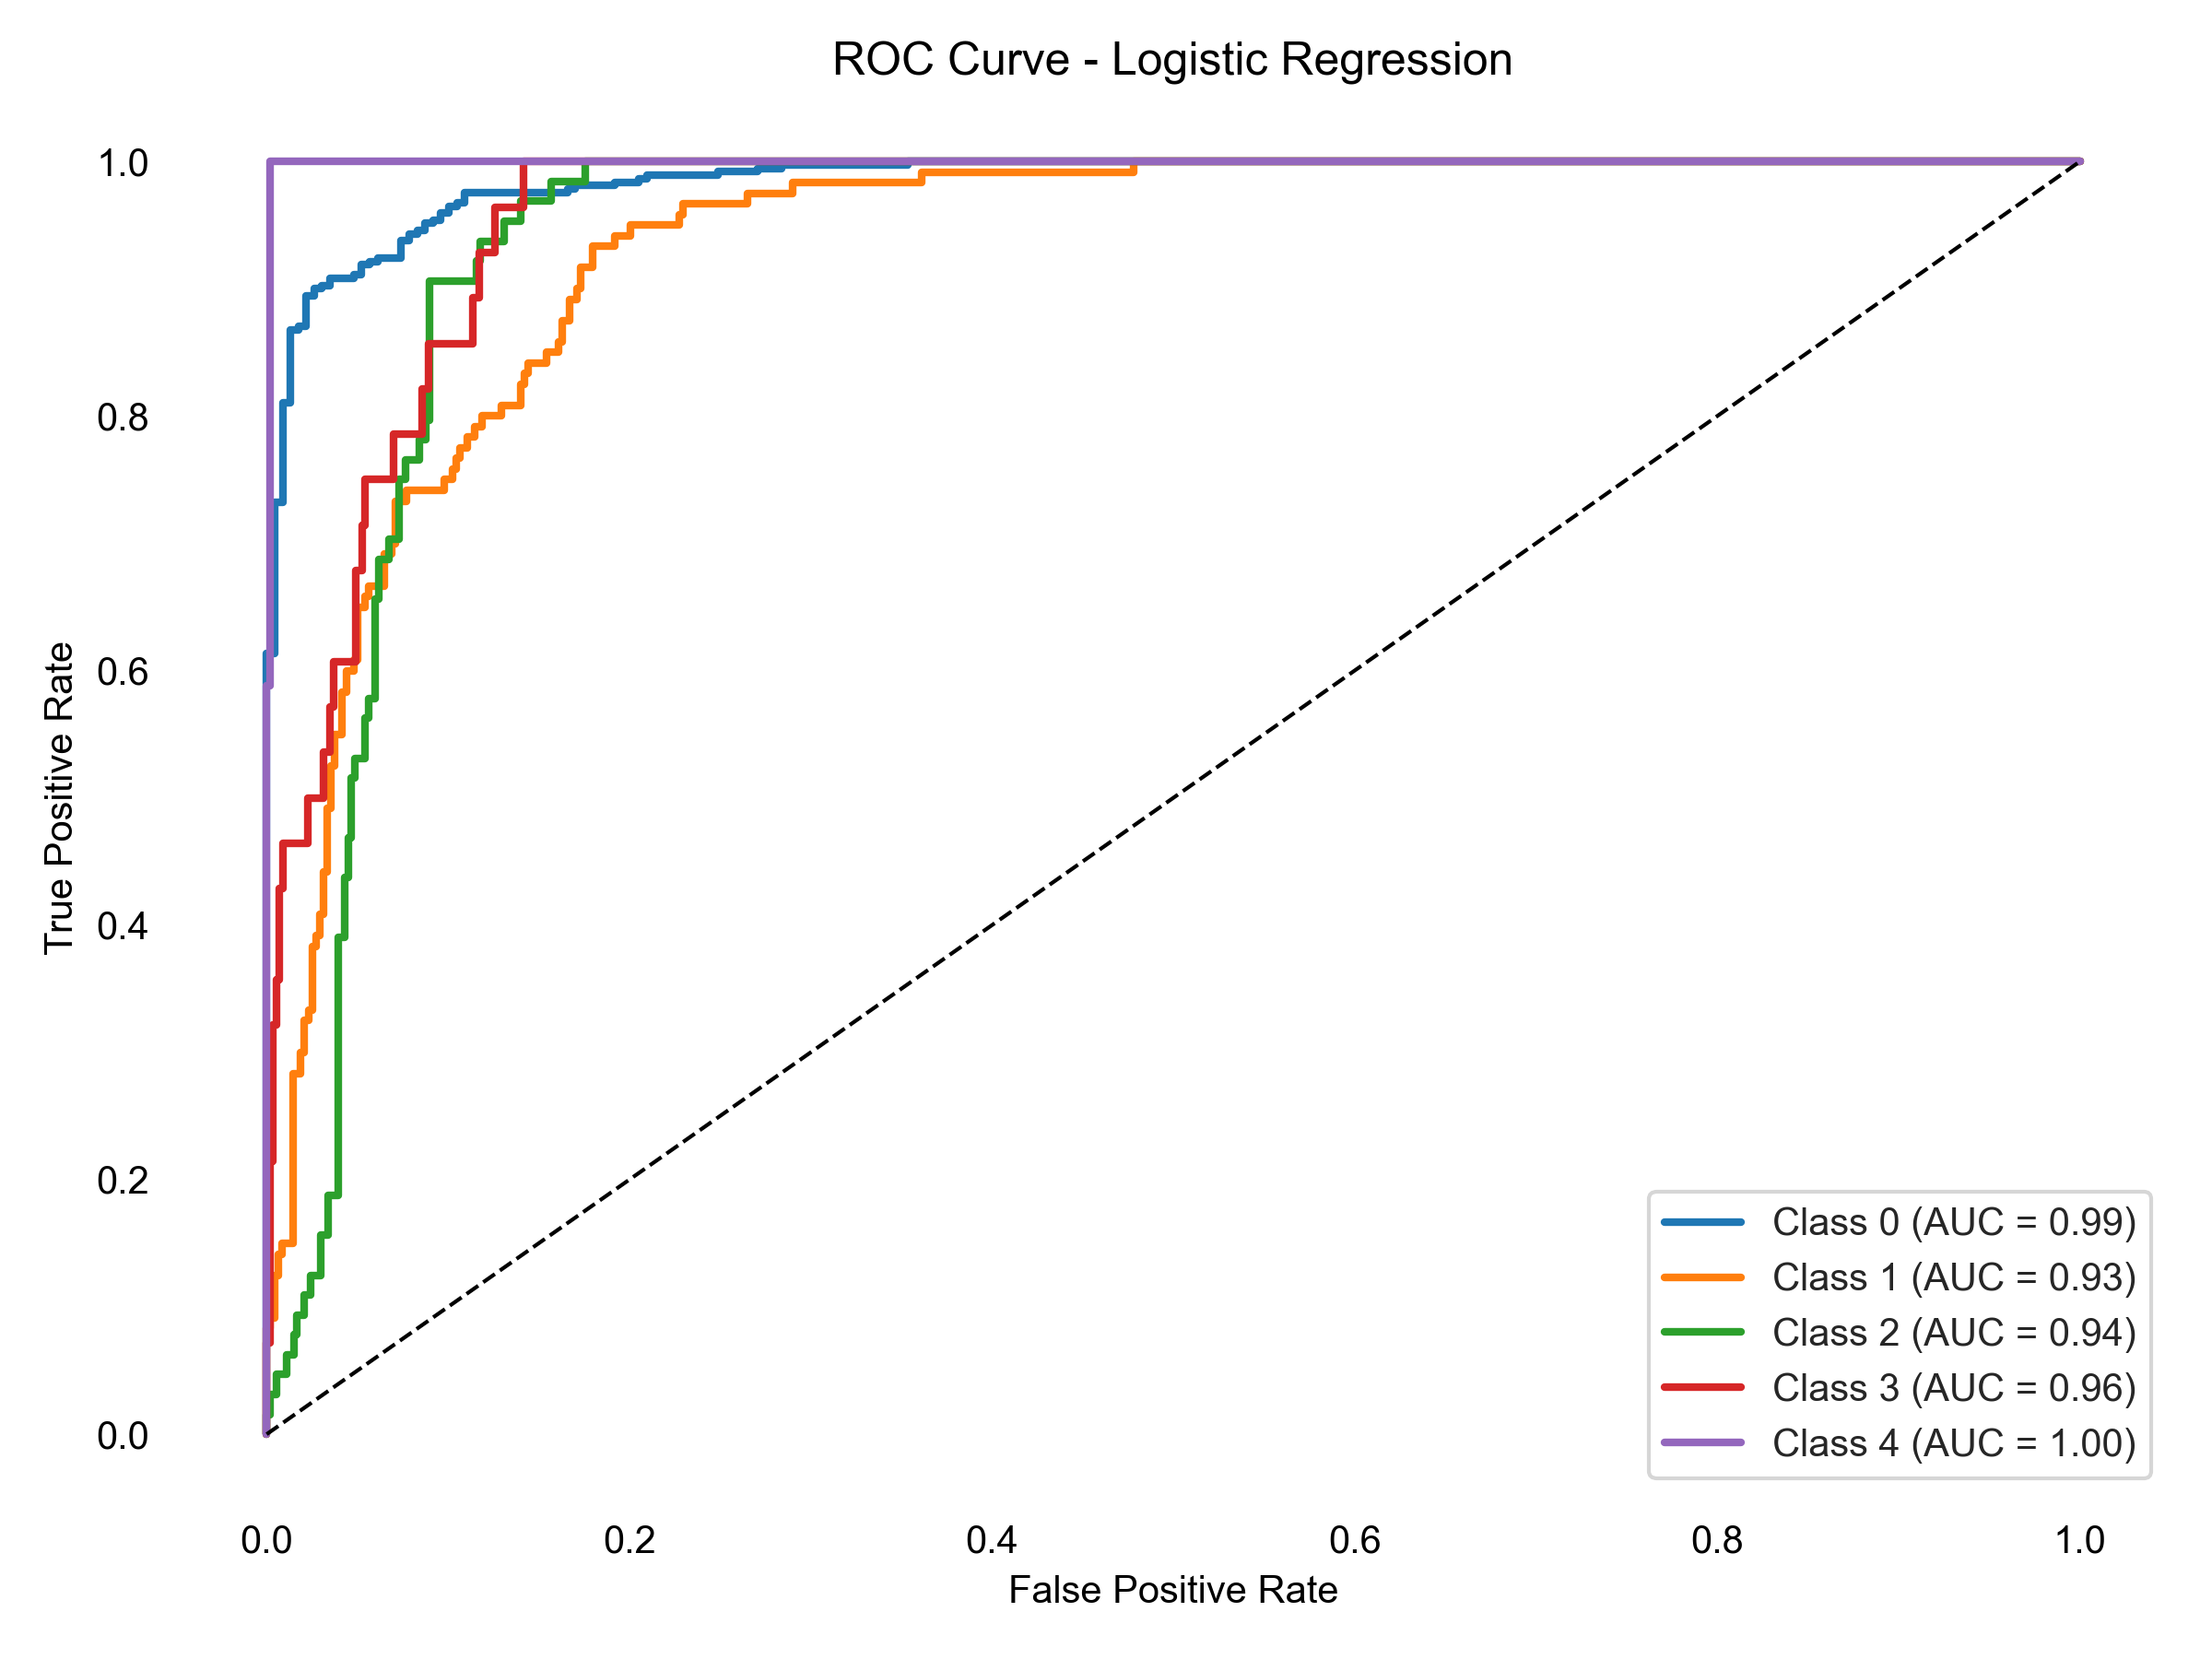 ROC Curve - Logistic Regression
1.0
0.8
0.6
0.4
0.2
0.0
True Positive Rate
Class 0 (AUC = 0.99)
Class 1 (AUC = 0.93)
Class 2 (AUC = 0.94)
Class 3 (AUC = 0.96)
Class 4 (AUC = 1.00)
0.0 0.2 0.4 0.6 0.8 1.0
False Positive Rate